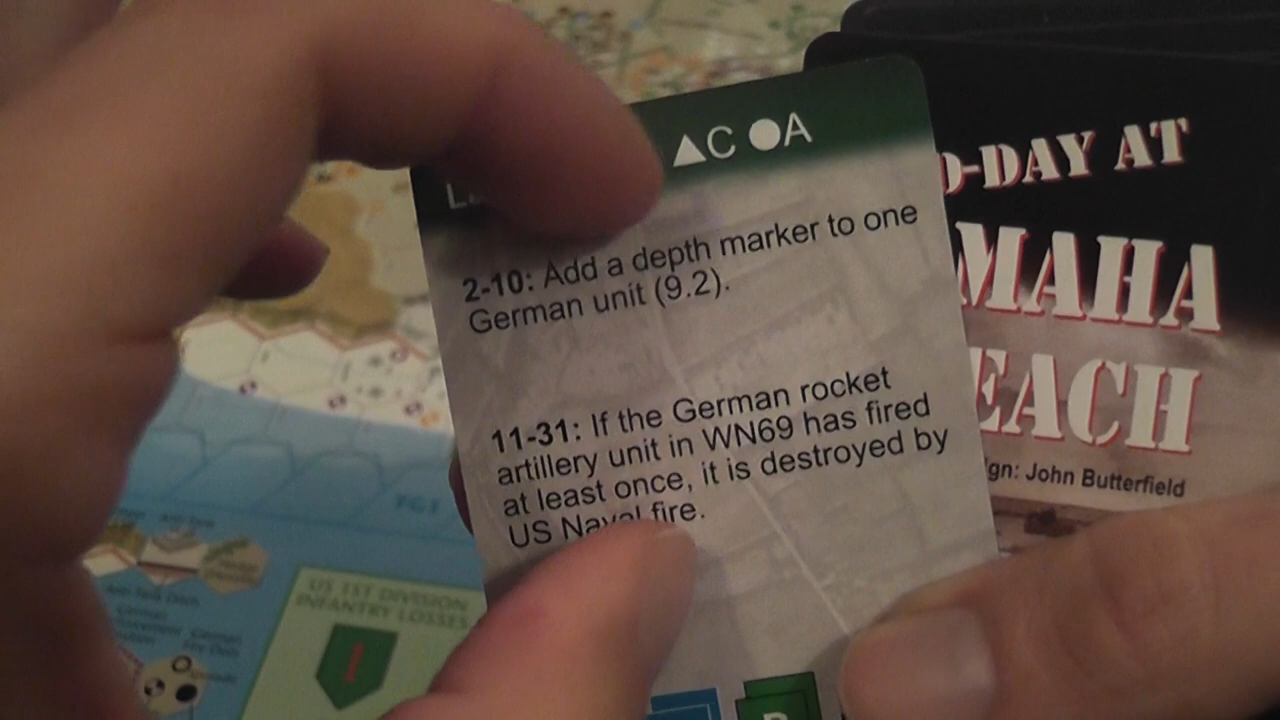 ▲C ●A
2-10: Add a depth marker to one
German unit (9.2).
11-31: If the German rocket
artillery unit in WN69 has fired
at least once, it is destroyed by
US Naval fire.
D-DAY AT
MAHA
EACH
ign: John Butterfield
US 1ST DIVISION
INFANTRY LOSSES
1